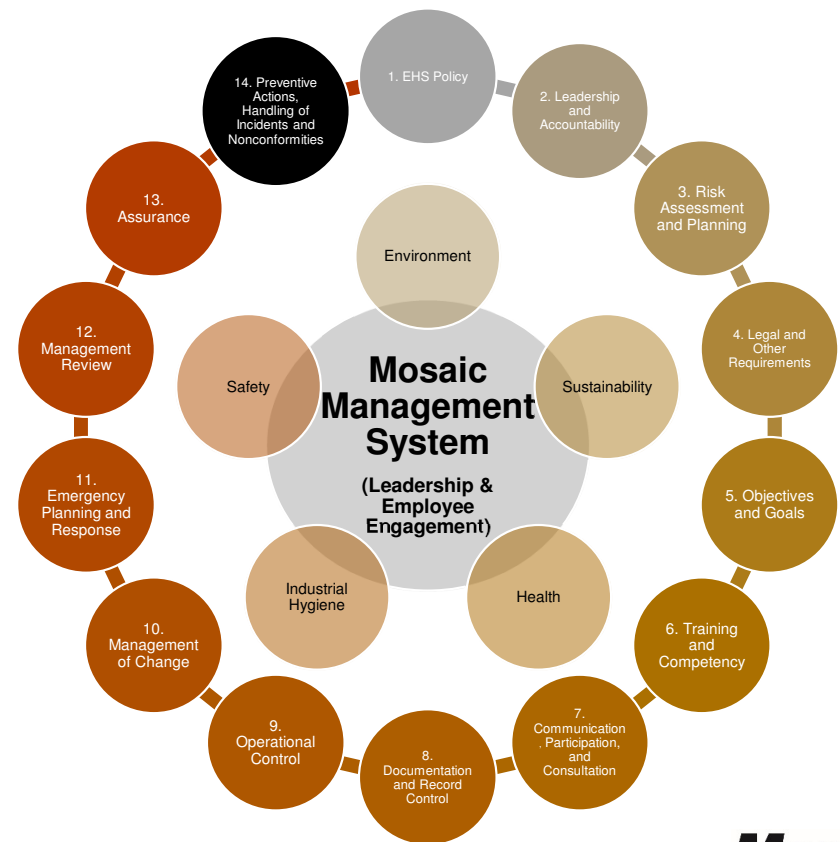 1. EHS Policy
2. Leadership
and
Accountability
3. Risk
Assessment
and Planning
4. Legal and
Other
Requirements
5. Objectives
and Goals
6. Training
and
Competency
7.
Communication
, Participation,
and
Consultation
8.
Documentation
and Record
Control
9.
Operational
Control
10.
Management
of Change
11.
Emergency
Planning and
Response
12.
Management
Review
13.
Assurance
14. Preventive
Actions,
Handling of
Incidents and
Nonconformities
Environment
Sustainability
Health
Industrial
Hygiene
Safety
Mosaic
Management
System
(Leadership &
Employee
Engagement)